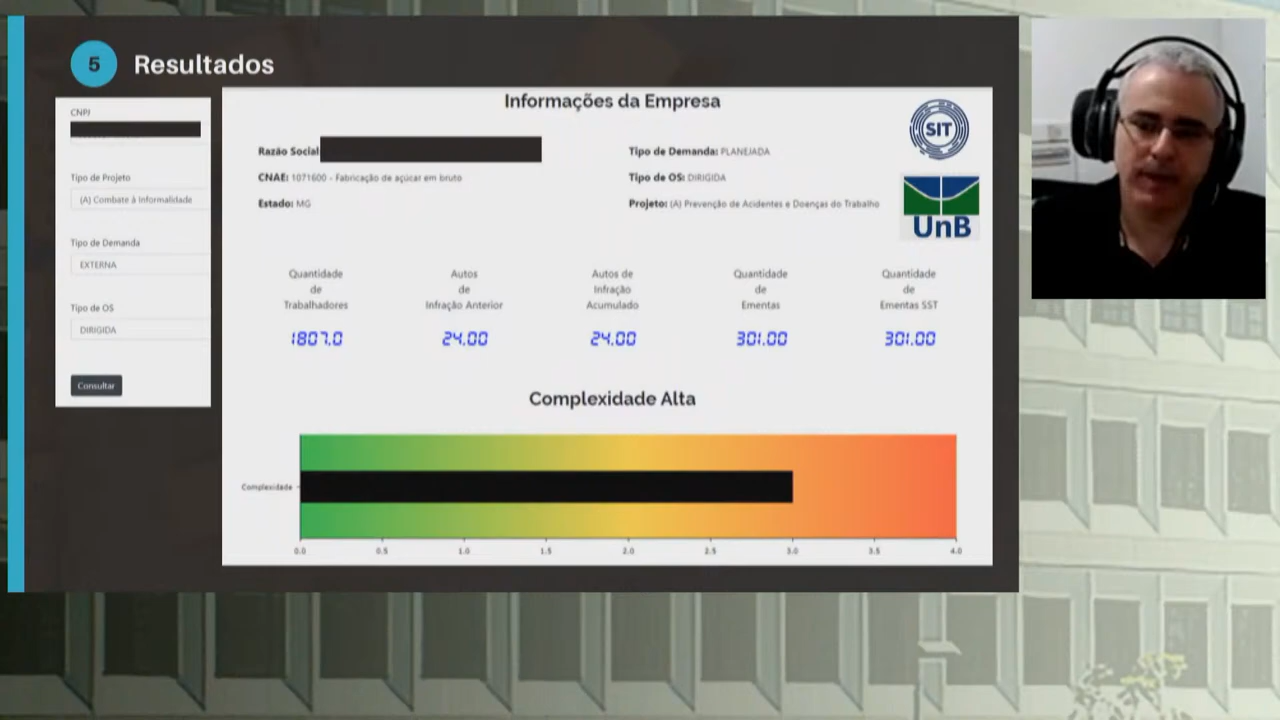 5 Resultados
CNPJ
Tipo de Projeto
(A) Combate à Informalidade
Tipo de Demanda
EXTERNA
Tipo de OS
DIRIGIDA
Consultar
Informações da Empresa
Razão Social
CNAE: 1071600 - Fabricação de açúcar em bruto
Estado: MG
Tipo de Demanda: PLANEJADA
Tipo de OS: DIRIGIDA
Projeto: (A) Prevenção de Acidentes e Doenças do Trabalho
SIT
UnB
Quantidade
de
Trabalhadores
1807.0
Autos
de
Infração Anterior
24.00
Autos de
Infração
Acumulado
24.00
Quantidade
de
Ementas
301.00
Quantidade
de
Ementas SST
301.00
Complexidade Alta
Complexidade
0.0 0.5 1.0 1.5 2.0 2.5 3.0 3.5 4.0